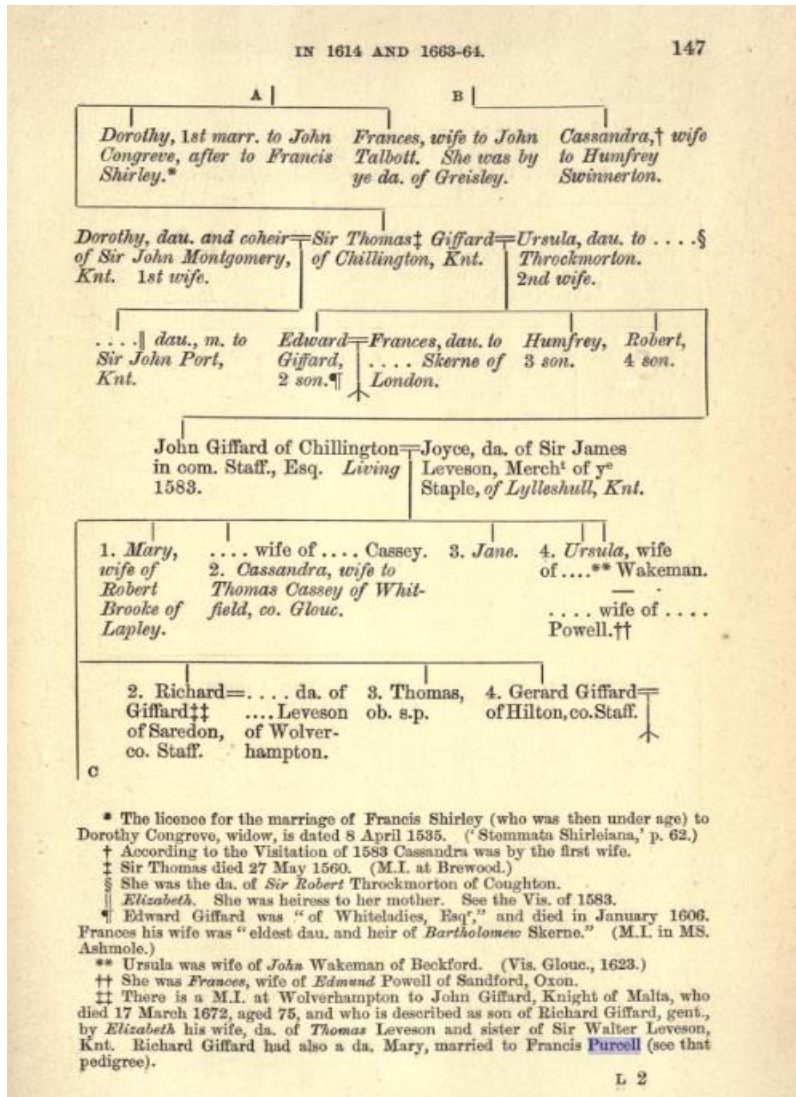 IN 1614 AND 1663-64. 147
A B
Dorothy, 1st marr. to John Frances, wife to John Cassandra,† wife
Congreve, after to Francis Talbott. She was by to Humfrey
Shirley.* ye da. of Greisley. Swinnerton.
Dorothy, dau. and coheir=Sir Thomas‡ Giffard=Ursula, dau. to . . . .§
of Sir John Montgomery, of Chillington, Knt. Throckmorton.
Knt. 1st wife. 2nd wife.
. . . .‖ dau., m. to Edward=Frances, dau. to Humfrey, Robert,
Sir John Port, Giffard, . . . . Skerne of 3 son. 4 son.
Knt. 2 son.¶ London.
John Giffard of Chillington=Joyce, da. of Sir James
in com. Staff., Esq. Living Leveson, Mercht of ye
1583. Staple, of Lylleshull, Knt.
1. Mary, . . . . wife of . . . . Cassey. 3. Jane. 4. Ursula, wife
wife of 2. Cassandra, wife to of . . . .** Wakeman.
Robert Thomas Cassey of Whit- —
Brooke of field, co. Glouc. . . . . wife of . . . .
Lapley. Powell.††
2. Richard=. . . . da. of 3. Thomas, 4. Gerard Giffard=
Giffard‡‡ . . . . Leveson ob. s.p. of Hilton, co. Staff.
of Saredon, of Wolver-
co. Staff. hampton.
C
* The licence for the marriage of Francis Shirley (who was then under age) to
Dorothy Congreve, widow, is dated 8 April 1535. (‘Stemmata Shirleiana,’ p. 62.)
† According to the Visitation of 1583 Cassandra was by the first wife.
‡ Sir Thomas died 27 May 1560. (M.I. at Brewood.)
§ She was the da. of Sir Robert Throckmorton of Coughton.
‖ Elizabeth. She was heiress to her mother. See the Vis. of 1583.
¶ Edward Giffard was “of Whiteladies, Esqr,” and died in January 1606.
Frances his wife was “eldest dau. and heir of Bartholomew Skerne.” (M.I. in MS.
Ashmole.)
** Ursula was wife of John Wakeman of Beckford. (Vis. Glouc., 1623.)
†† She was Frances, wife of Edmund Powell of Sandford, Oxon.
‡‡ There is a M.I. at Wolverhampton to John Giffard, Knight of Malta, who
died 17 March 1672, aged 75, and who is described as son of Richard Giffard, gent.,
by Elizabeth his wife, da. of Thomas Leveson and sister of Sir Walter Leveson,
Knt. Richard Giffard had also a da. Mary, married to Francis Purcell (see that
pedigree).
L 2